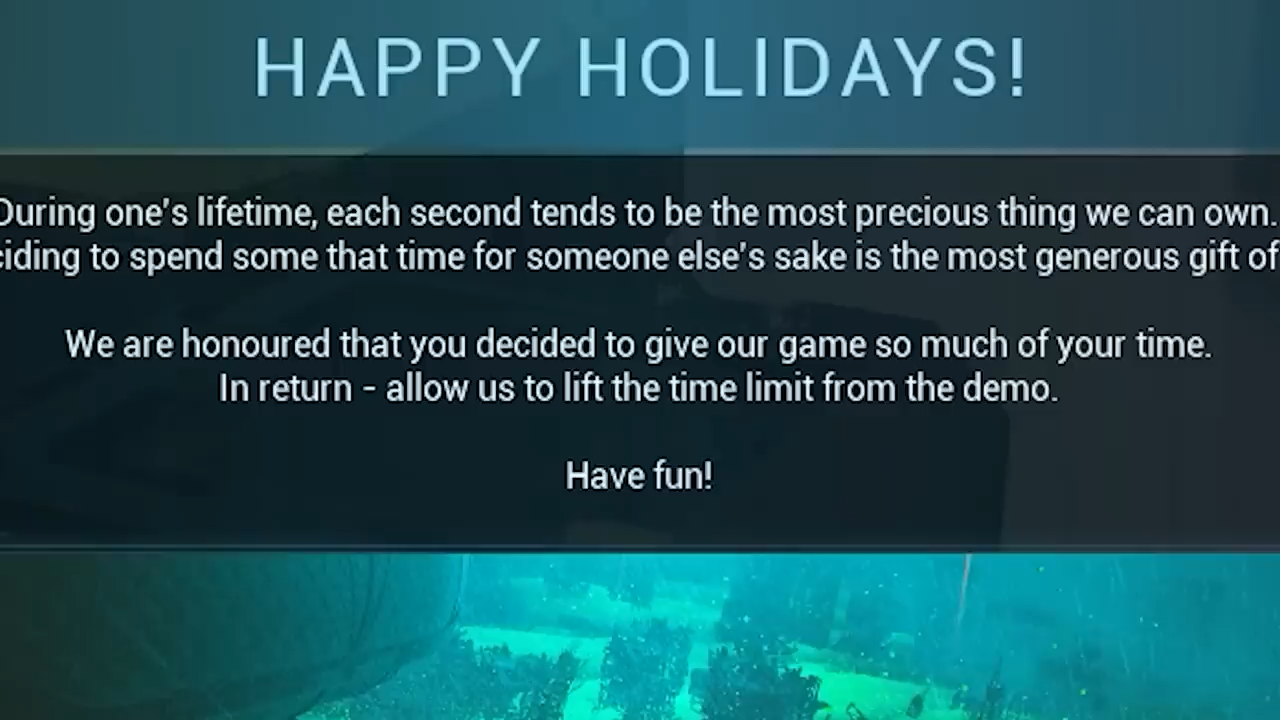 HAPPY HOLIDAYS!
During one's lifetime, each second tends to be the most precious thing we can own.
to spend some that time for someone else's sake is the most generous gift of
We are honoured that you decided to give our game so much of your time.
In return - allow us to lift the time limit from the demo.
Have fun!